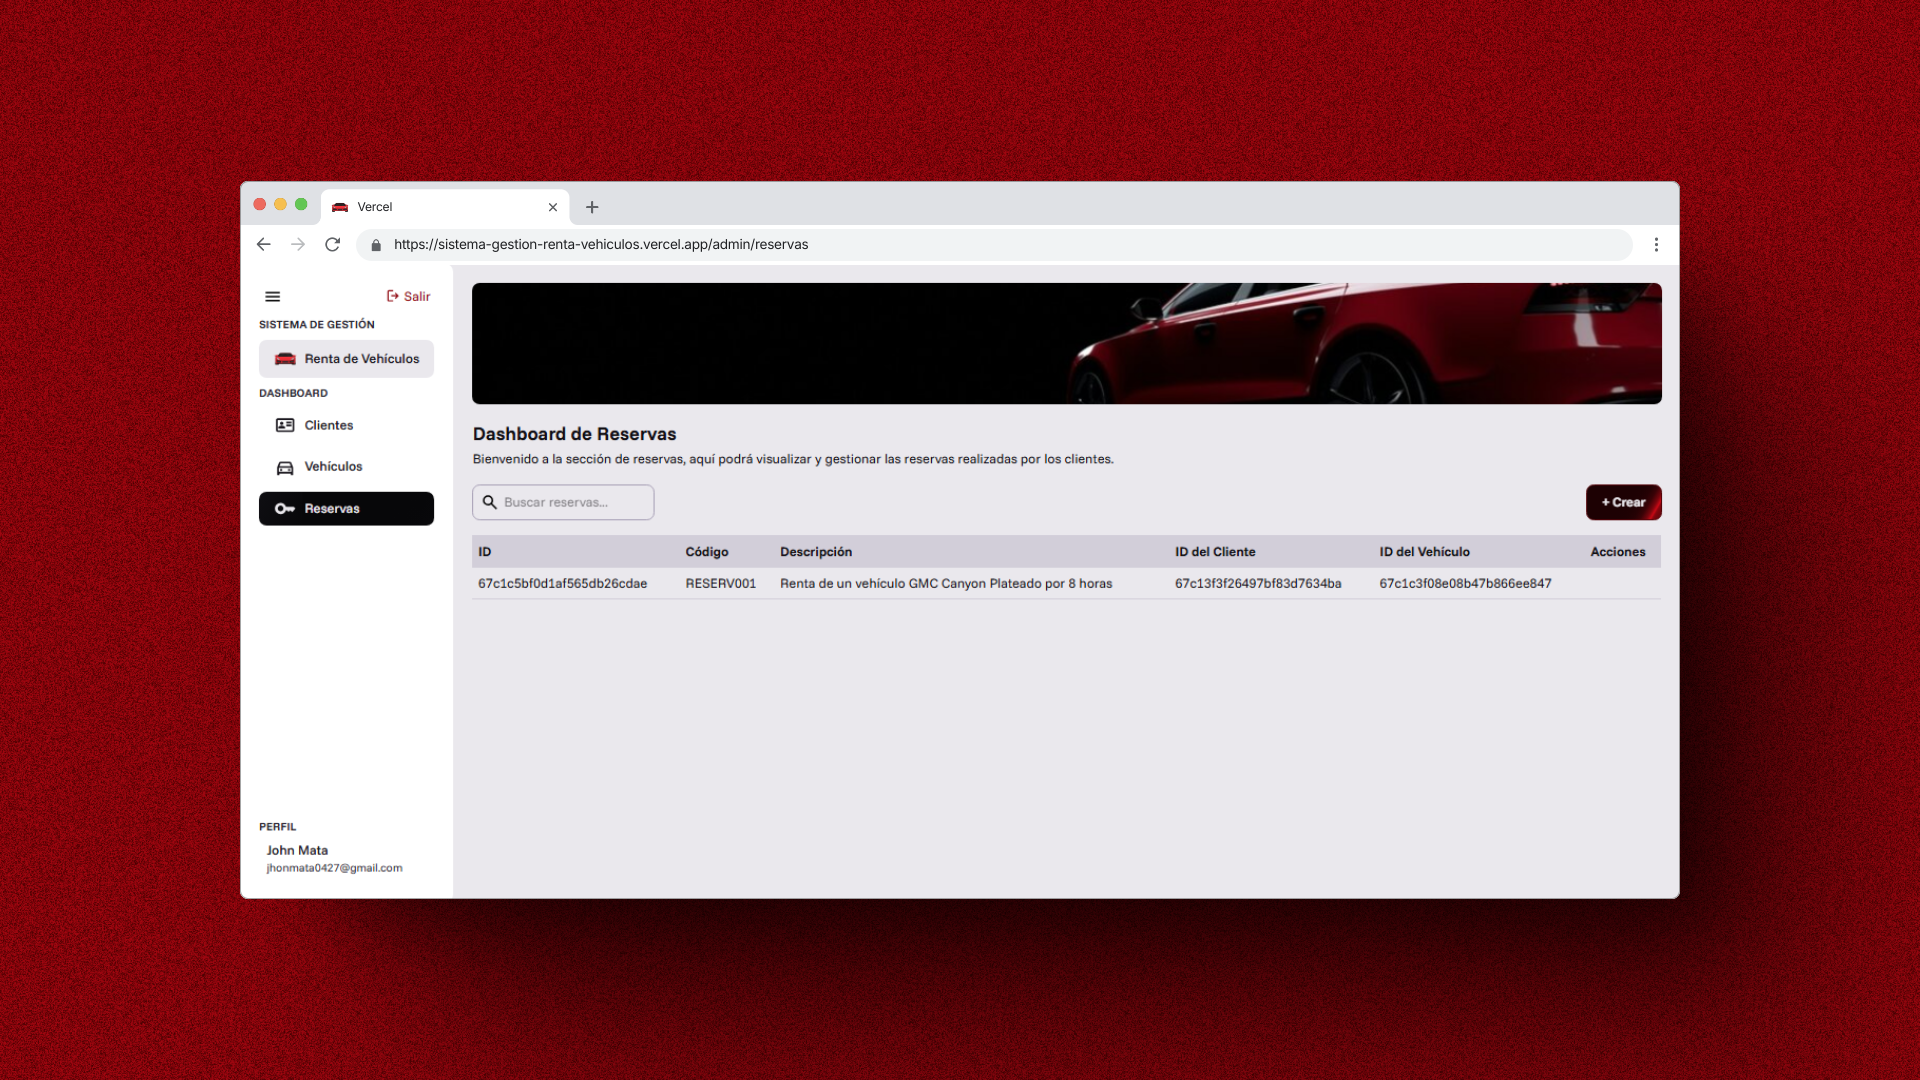 Vercel
https://sistema-gestion-renta-vehiculos.vercel.app/admin/reservas
Salir
SISTEMA DE GESTIÓN
Renta de Vehículos
DASHBOARD
Clientes
Vehículos
Reservas
PERFIL
John Mata
jhonmata0427@gmail.com
Dashboard de Reservas
Bienvenido a la sección de reservas, aquí podrá visualizar y gestionar las reservas realizadas por los clientes.
Buscar reservas...
+ Crear
ID Código Descripción ID del Cliente ID del Vehículo Acciones
67c1c5bf0d1af565db26cdae RESERV001 Renta de un vehículo GMC Canyon Plateado por 8 horas 67c13f3f26497bf83d7634ba 67c1c3f08e08b47b866ee847